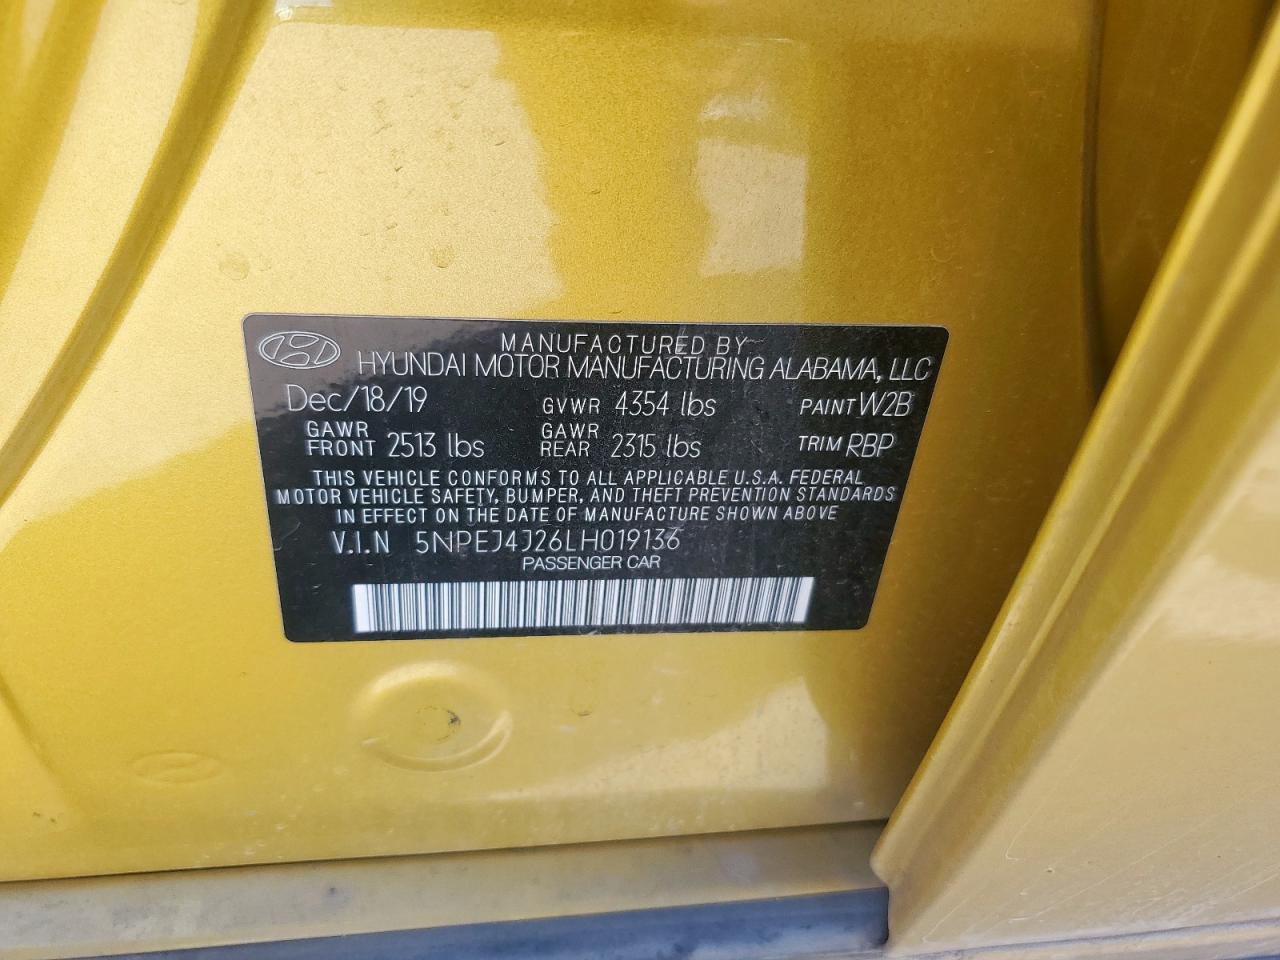 MANUFACTURED BY
HYUNDAI MOTOR MANUFACTURING ALABAMA, LLC
Dec/18/19 GVWR 4354 lbs PAINT W2B
GAWR FRONT 2513 lbs GAWR REAR 2315 lbs TRIM RBP
THIS VEHICLE CONFORMS TO ALL APPLICABLE U.S.A. FEDERAL
MOTOR VEHICLE SAFETY, BUMPER, AND THEFT PREVENTION STANDARDS
IN EFFECT ON THE DATE OF MANUFACTURE SHOWN ABOVE
V.I.N 5NPEJ4J26LH019136
PASSENGER CAR